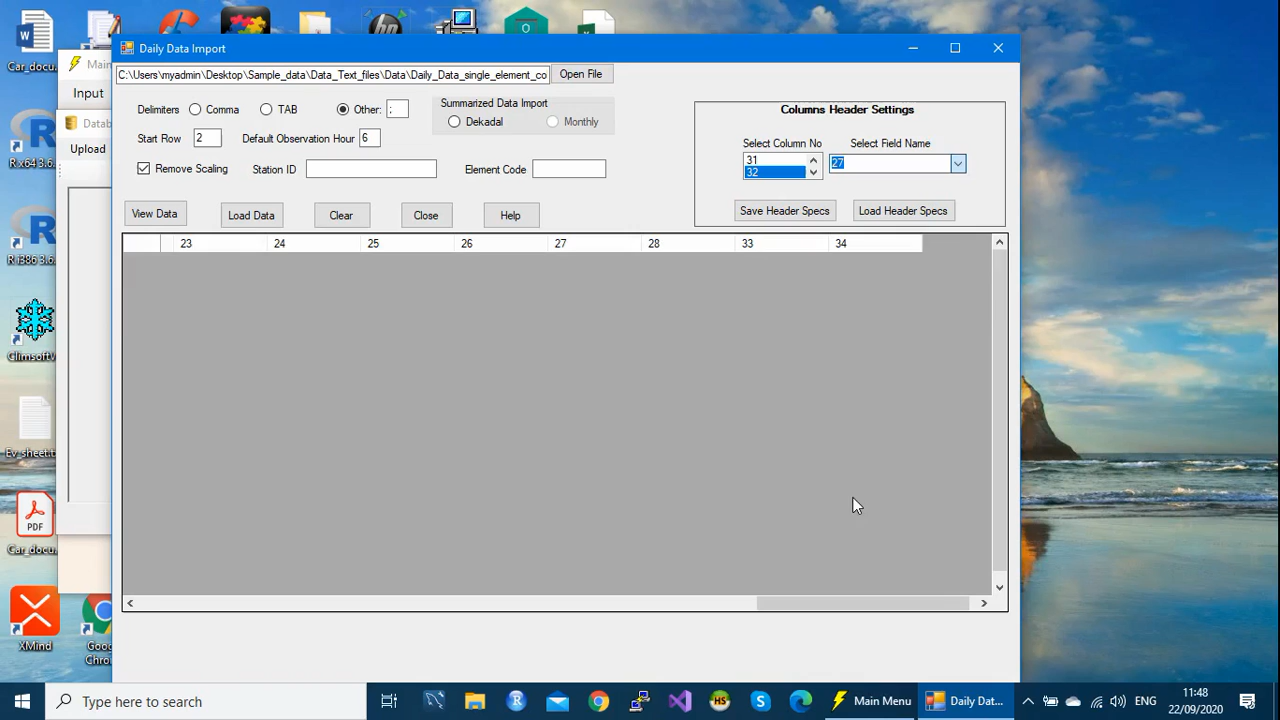 Car_docu.
Main
Input
Datab
Upload
R x64 3.6.
R i386 3.6.
ClimsoftV
Ev_sheet.t
PDF
Car_docu.
XMind
Goo
Chro
Daily Data Import
C:\Users\myadmin\Desktop\Sample_data\Data_Text_files\Data\Daily_Data_single_element_co
Open File
Delimiters
Comma
TAB
Other:
;
Summarized Data Import
Dekadal
Monthly
Start Row
2
Default Observation Hour
6
Remove Scaling
Station ID
Element Code
Columns Header Settings
Select Column No
Select Field Name
31
32
27
Save Header Specs
Load Header Specs
View Data
Load Data
Clear
Close
Help
23 24 25 26 27 28 33 34
Type here to search
Main Menu
Daily Dat...
ENG
11:48
22/09/2020